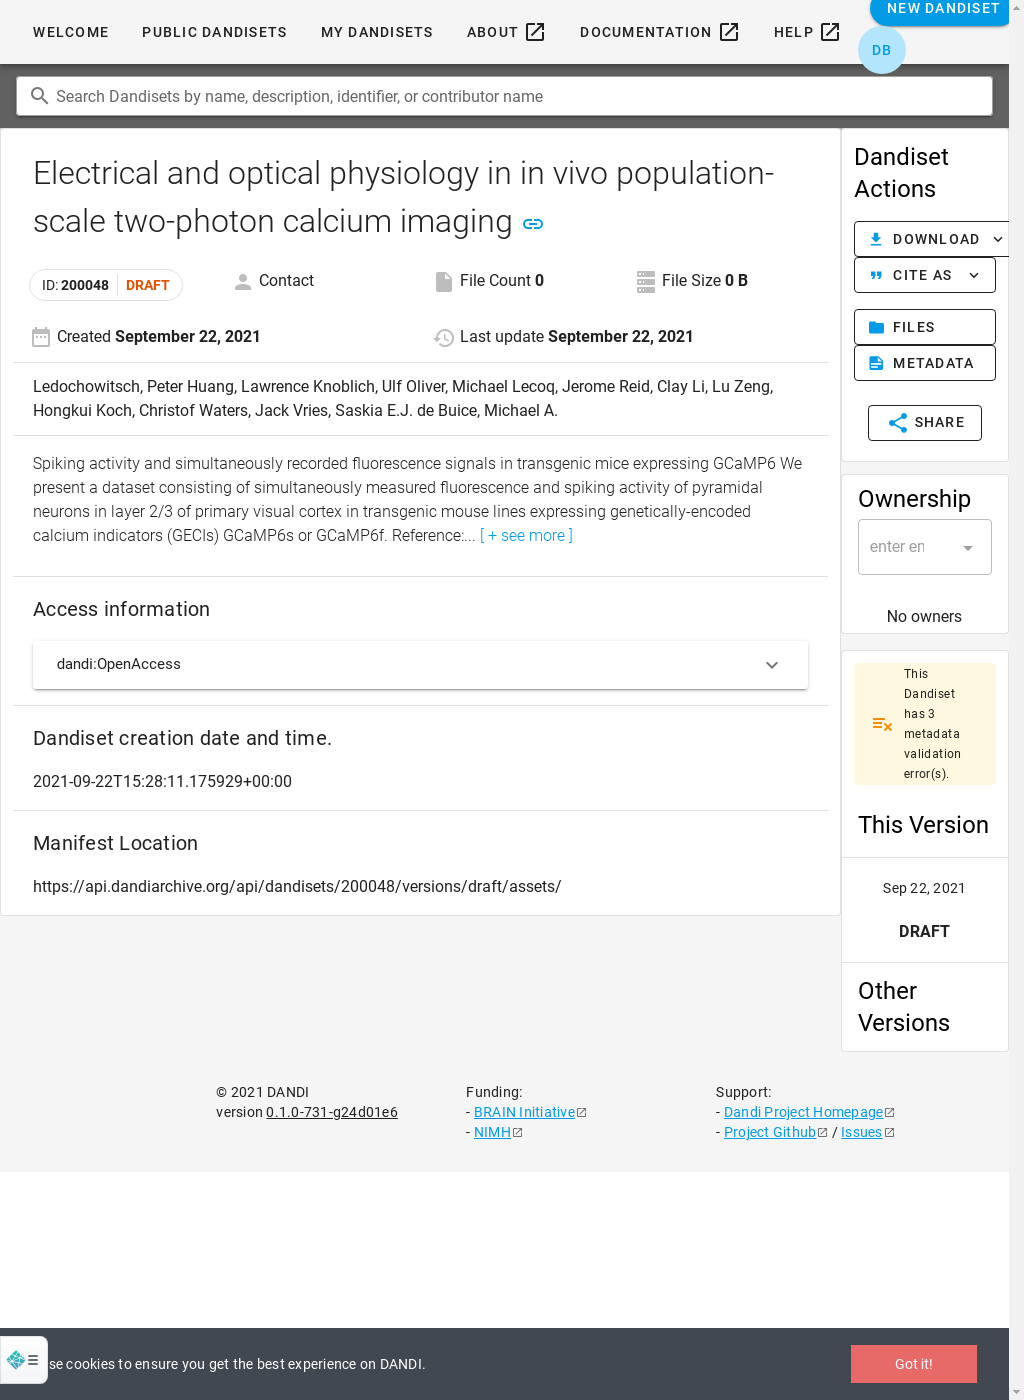 WELCOME PUBLIC DANDISETS MY DANDISETS ABOUT DOCUMENTATION HELP NEW DANDISET
DB
Search Dandisets by name, description, identifier, or contributor name
Electrical and optical physiology in in vivo population-
scale two-photon calcium imaging
ID: 200048 DRAFT
Contact
File Count 0
File Size 0 B
Created September 22, 2021
Last update September 22, 2021
Ledochowitsch, Peter Huang, Lawrence Knoblich, Ulf Oliver, Michael Lecoq, Jerome Reid, Clay Li, Lu Zeng,
Hongkui Koch, Christof Waters, Jack Vries, Saskia E.J. de Buice, Michael A.
Spiking activity and simultaneously recorded fluorescence signals in transgenic mice expressing GCaMP6 We
present a dataset consisting of simultaneously measured fluorescence and spiking activity of pyramidal
neurons in layer 2/3 of primary visual cortex in transgenic mouse lines expressing genetically-encoded
calcium indicators (GECIs) GCaMP6s or GCaMP6f. Reference:... [ + see more ]
Access information
dandi:OpenAccess
Dandiset creation date and time.
2021-09-22T15:28:11.175929+00:00
Manifest Location
https://api.dandiarchive.org/api/dandisets/200048/versions/draft/assets/
Dandiset
Actions
DOWNLOAD
CITE AS
FILES
METADATA
SHARE
Ownership
enter en
No owners
This
Dandiset
has 3
metadata
validation
error(s).
This Version
Sep 22, 2021
DRAFT
Other
Versions
© 2021 DANDI
version 0.1.0-731-g24d01e6
Funding:
- BRAIN Initiative
- NIMH
Support:
- Dandi Project Homepage
- Project Github / Issues
se cookies to ensure you get the best experience on DANDI.
Got it!